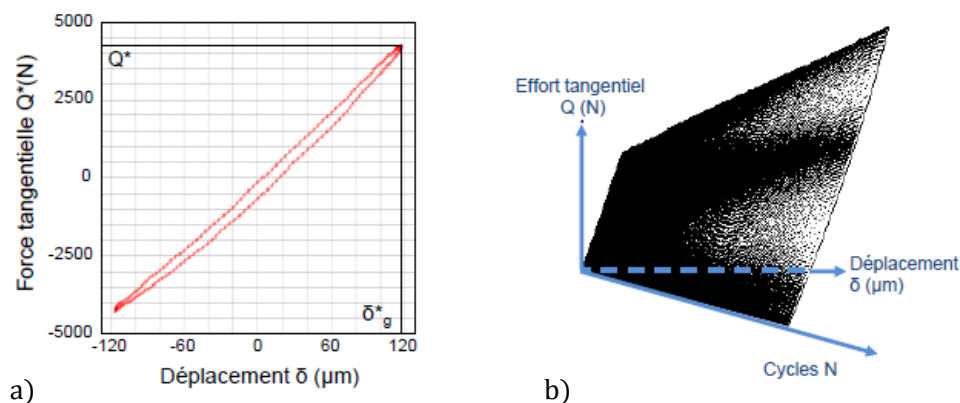 5000
2500
0
-2500
-5000
Force tangentielle Q*(N)
Q*
δ*g
-120
-60
0
60
120
Déplacement δ (µm)
a)
Effort tangentiel
Q (N)
Déplacement
δ (µm)
Cycles N
b)